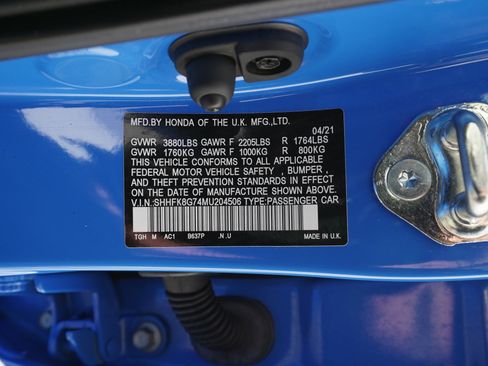 MFD.BY HONDA OF THE U.K. MFG.,LTD.
04/21
GVWR 3880LBS GAWR F 2205LBS R 1764LBS
GVWR 1760KG GAWR F 1000KG R 800KG
THIS VEHICLE CONFORMS TO ALL APPLICABLE
FEDERAL MOTOR VEHICLE SAFETY , BUMPER ,
AND THEFT PREVENTION STANDARDS IN EFFECT ON
THE DATE OF MANUFACTURE SHOWN ABOVE.
V.I.N.:SHHFK8G74MU204506 TYPE:PASSENGER CAR
TGH M AC1 B637P .N.U MADE IN U.K.